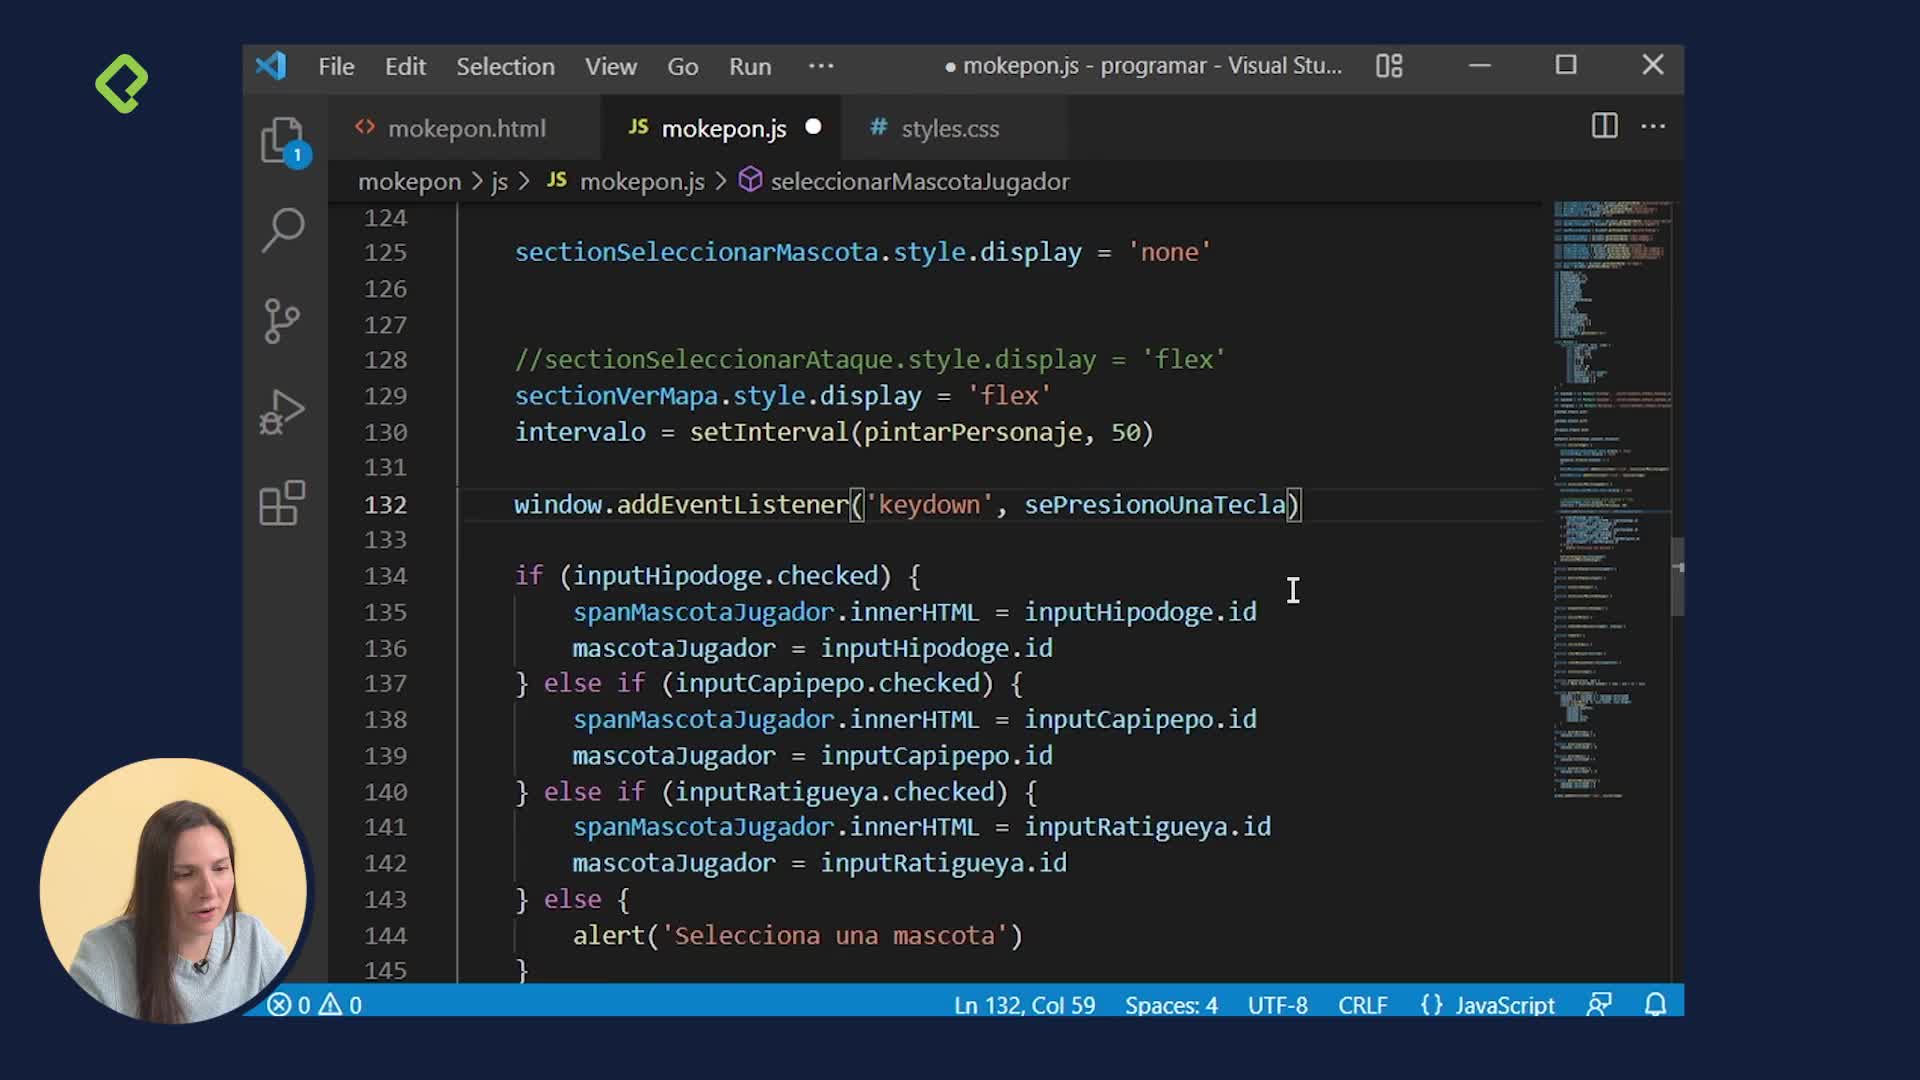 File Edit Selection View Go Run ··· ● mokepon.js - programar - Visual Stu...
<> mokepon.html JS mokepon.js ● # styles.css ···
mokepon > js > JS mokepon.js > seleccionarMascotaJugador
1
124
125 sectionSeleccionarMascota.style.display = 'none'
126
127
128 //sectionSeleccionarAtaque.style.display = 'flex'
129 sectionVerMapa.style.display = 'flex'
130 intervalo = setInterval(pintarPersonaje, 50)
131
132 window.addEventListener('keydown', sePresionoUnaTecla)
133
134 if (inputHipodoge.checked) {
135 spanMascotaJugador.innerHTML = inputHipodoge.id
136 mascotaJugador = inputHipodoge.id
137 } else if (inputCapipepo.checked) {
138 spanMascotaJugador.innerHTML = inputCapipepo.id
139 mascotaJugador = inputCapipepo.id
140 } else if (inputRatigueya.checked) {
141 spanMascotaJugador.innerHTML = inputRatigueya.id
142 mascotaJugador = inputRatigueya.id
143 } else {
144 alert('Selecciona una mascota')
145 }
0 0 Ln 132, Col 59 Spaces: 4 UTF-8 CRLF {} JavaScript